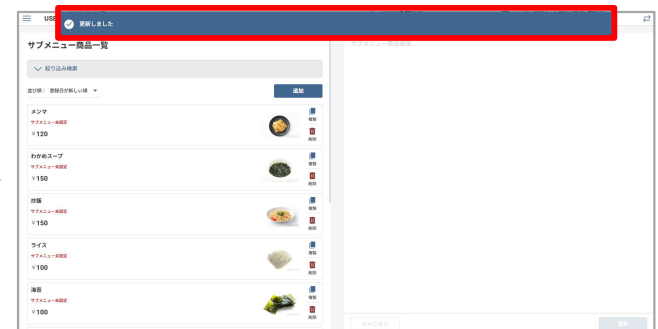 USE
更新しました
サブメニュー商品一覧
サブメニュー商品編集
絞り込み検索
並び順： 登録日が新しい順
追加
メンマ
サブメニュー未設定
¥120
複製
削除
わかめスープ
サブメニュー未設定
¥150
複製
削除
炒飯
サブメニュー未設定
¥150
複製
削除
ライス
サブメニュー未設定
¥100
複製
削除
海苔
サブメニュー未設定
¥100
複製
削除
キャンセル